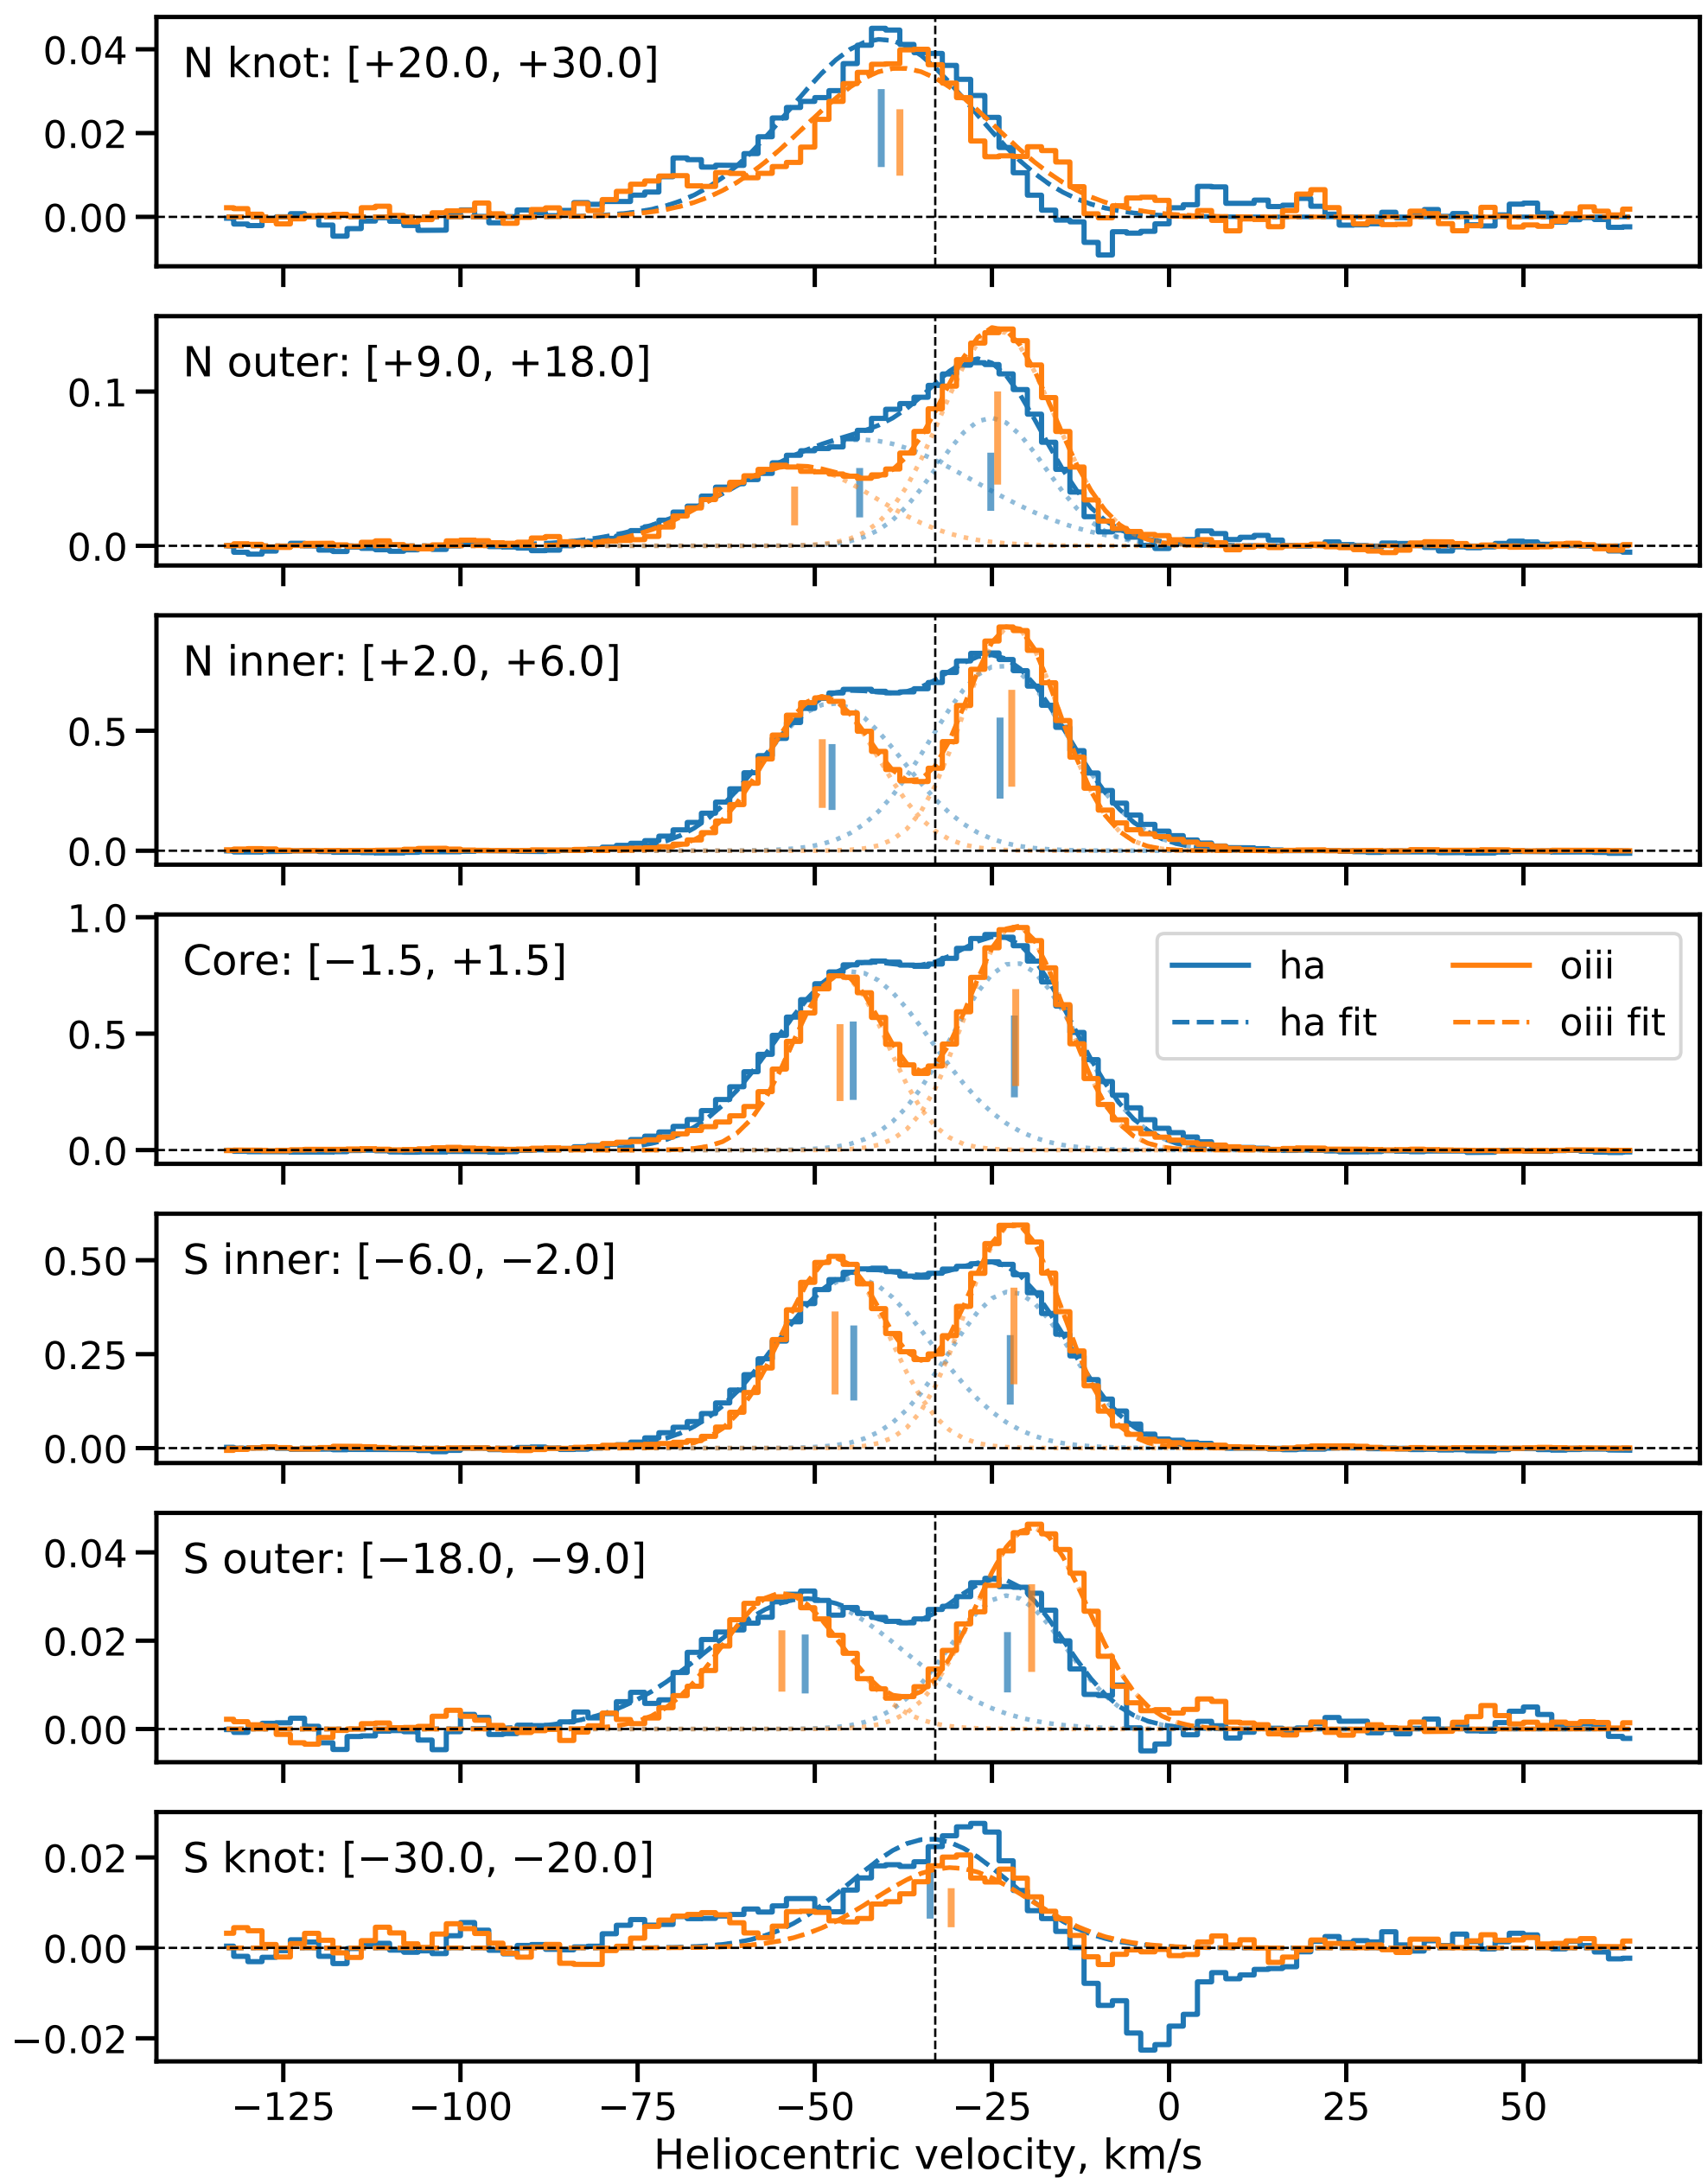 N knot: [+20.0, +30.0]
0.04
0.02
0.00
N outer: [+9.0, +18.0]
0.1
0.0
N inner: [+2.0, +6.0]
0.5
0.0
Core: [−1.5, +1.5]
1.0
0.5
0.0
ha
oiii
ha fit
oiii fit
S inner: [−6.0, −2.0]
0.50
0.25
0.00
S outer: [−18.0, −9.0]
0.04
0.02
0.00
S knot: [−30.0, −20.0]
0.02
0.00
−0.02
−125 −100 −75 −50 −25 0 25 50
Heliocentric velocity, km/s